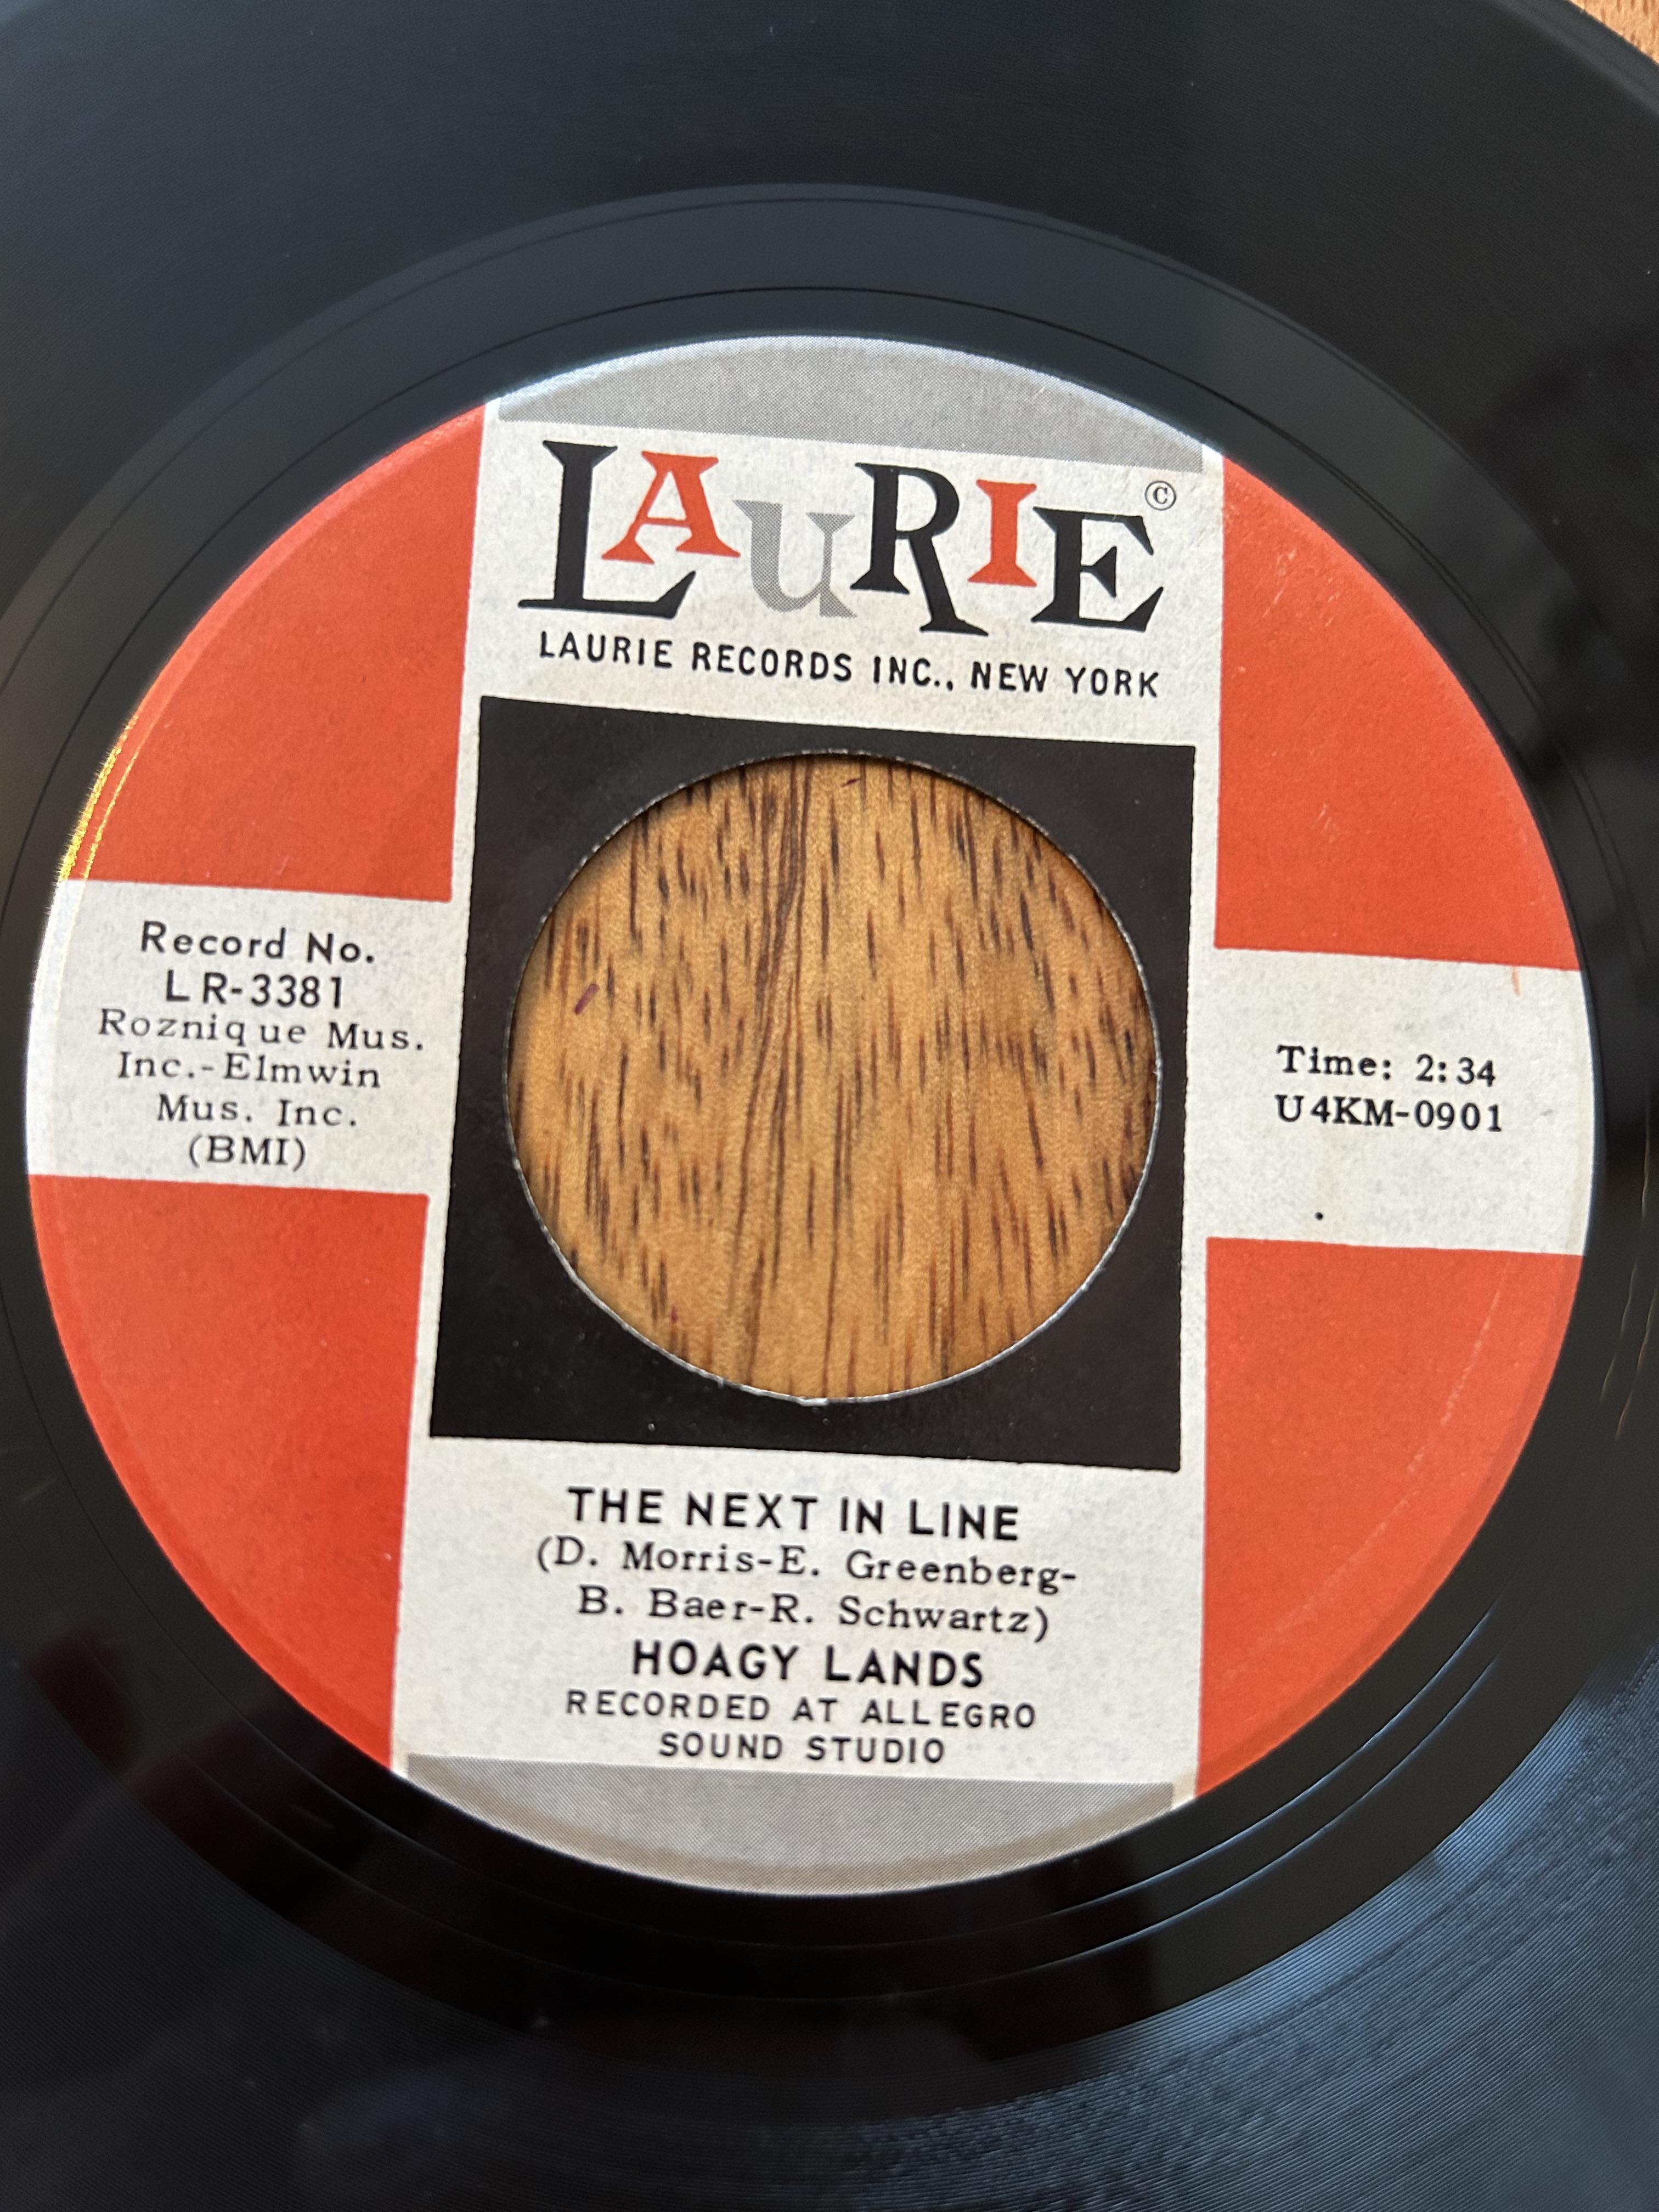 LAuRIE ©
LAURIE RECORDS INC., NEW YORK
Record No.
LR-3381
Roznique Mus.
Inc.-Elmwin
Mus. Inc.
(BMI)
Time: 2:34
U4KM-0901
THE NEXT IN LINE
(D. Morris-E. Greenberg-
B. Baer-R. Schwartz)
HOAGY LANDS
RECORDED AT ALLEGRO
SOUND STUDIO